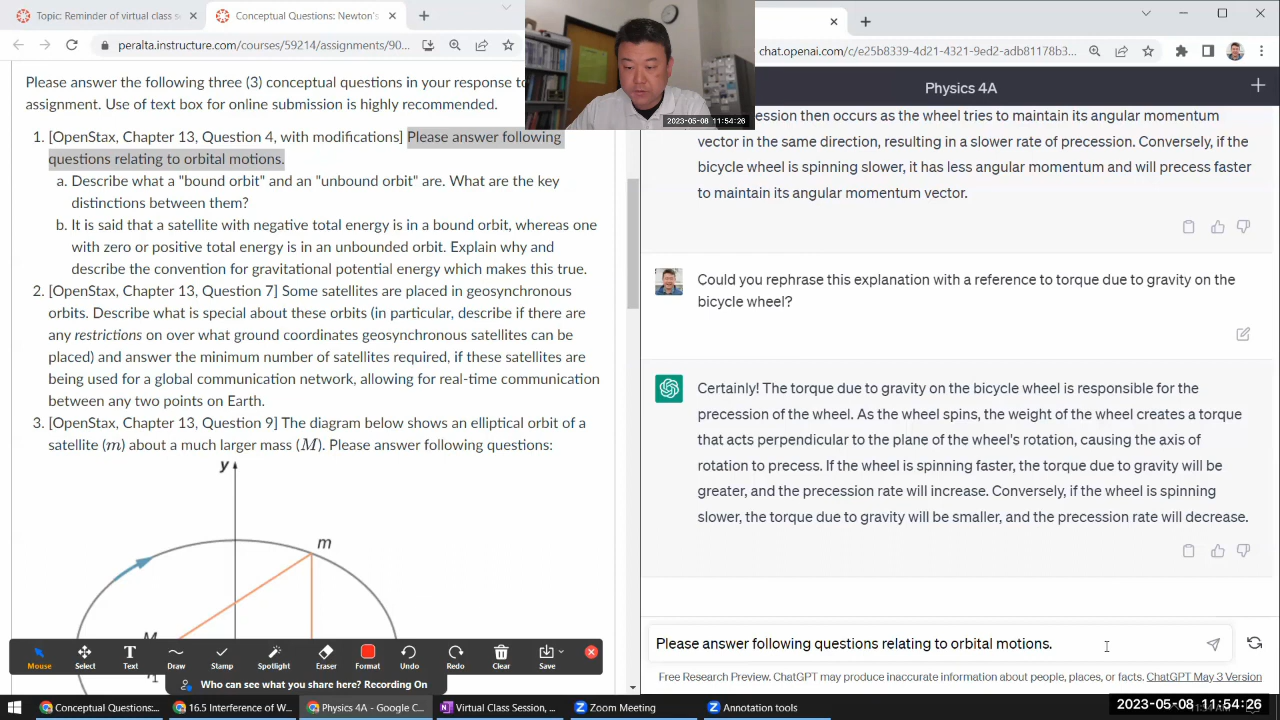 Topic: Reminder of virtual class s
Conceptual Questions: Newton's
peralta.instructure.com/courses/59214/assignments/90...
Please answer the following three (3) conceptual questions in your response to
assignment. Use of text box for online submission is highly recommended.
1. [OpenStax, Chapter 13, Question 4, with modifications] Please answer following
questions relating to orbital motions.
a. Describe what a "bound orbit" and an "unbound orbit" are. What are the key
distinctions between them?
b. It is said that a satellite with negative total energy is in a bound orbit, whereas one
with zero or positive total energy is in an unbounded orbit. Explain why and
describe the convention for gravitational potential energy which makes this true.
2. [OpenStax, Chapter 13, Question 7] Some satellites are placed in geosynchronous
orbits. Describe what is special about these orbits (in particular, describe if there are
any restrictions on over what ground coordinates geosynchronous satellites can be
placed) and answer the minimum number of satellites required, if these satellites are
being used for a global communication network, allowing for real-time communication
between any two points on Earth.
3. [OpenStax, Chapter 13, Question 9] The diagram below shows an elliptical orbit of a
satellite (m) about a much larger mass (M). Please answer following questions:
y
m
M
Mouse
Select
Text
Draw
Stamp
Spotlight
Eraser
Format
Undo
Redo
Clear
Save
Who can see what you share here? Recording On
2023-05-08 11:54:26
chat.openai.com/c/e25b8339-4d21-4321-9ed2-adb81178b3...
Physics 4A
ession then occurs as the wheel tries to maintain its angular momentum
vector in the same direction, resulting in a slower rate of precession. Conversely, if the
bicycle wheel is spinning slower, it has less angular momentum and will precess faster
to maintain its angular momentum vector.
Could you rephrase this explanation with a reference to torque due to gravity on the
bicycle wheel?
Certainly! The torque due to gravity on the bicycle wheel is responsible for the
precession of the wheel. As the wheel spins, the weight of the wheel creates a torque
that acts perpendicular to the plane of the wheel's rotation, causing the axis of
rotation to precess. If the wheel is spinning faster, the torque due to gravity will be
greater, and the precession rate will increase. Conversely, if the wheel is spinning
slower, the torque due to gravity will be smaller, and the precession rate will decrease.
Please answer following questions relating to orbital motions.
Free Research Preview. ChatGPT may produce inaccurate information about people, places, or facts. ChatGPT May 3 Version
Conceptual Questions:...
16.5 Interference of W...
Physics 4A - Google C...
Virtual Class Session, ...
Zoom Meeting
Annotation tools
2023-05-08 11:54:26